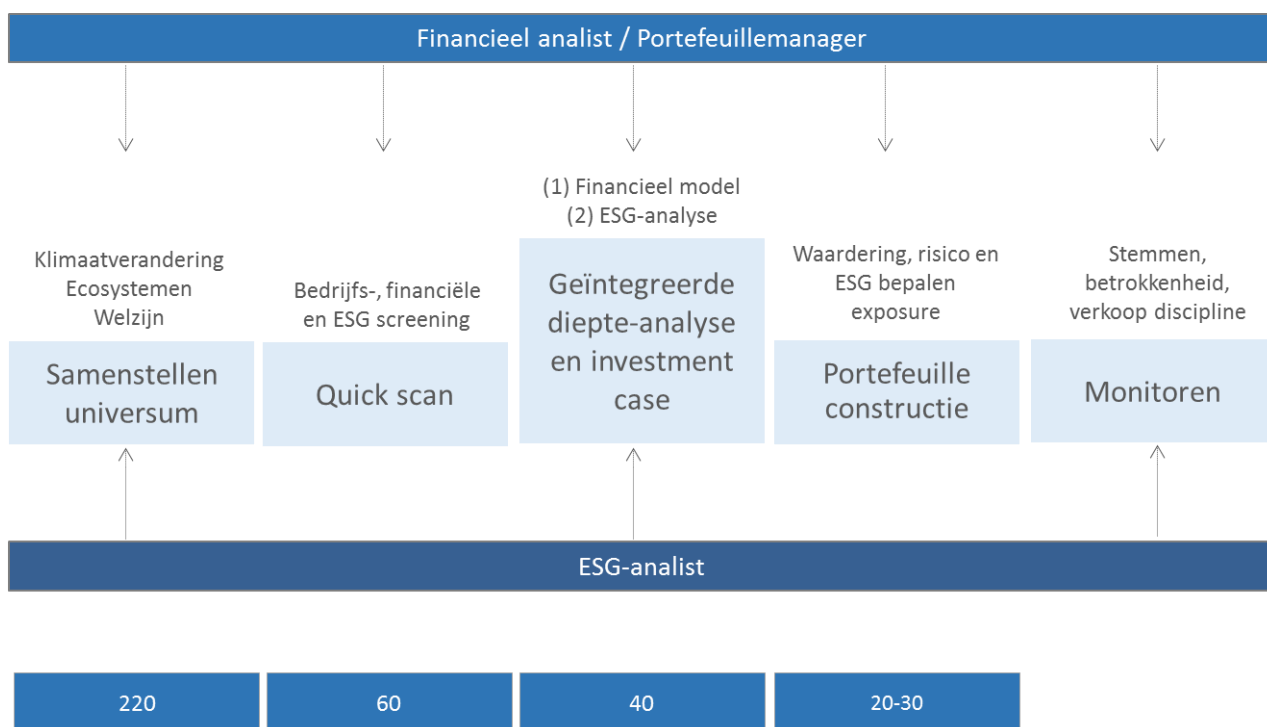 Financieel analist / Portefeuillemanager
Klimaatverandering
Ecosystemen
Welzijn
Samenstellen
universum
Bedrijfs-, financiële
en ESG screening
Quick scan
(1) Financieel model
(2) ESG-analyse
Geïntegreerde
diepte-analyse
en investment
case
Waardering, risico en
ESG bepalen
exposure
Portefeuille
constructie
Stemmen,
betrokkenheid,
verkoop discipline
Monitoren
ESG-analist
220
60
40
20-30